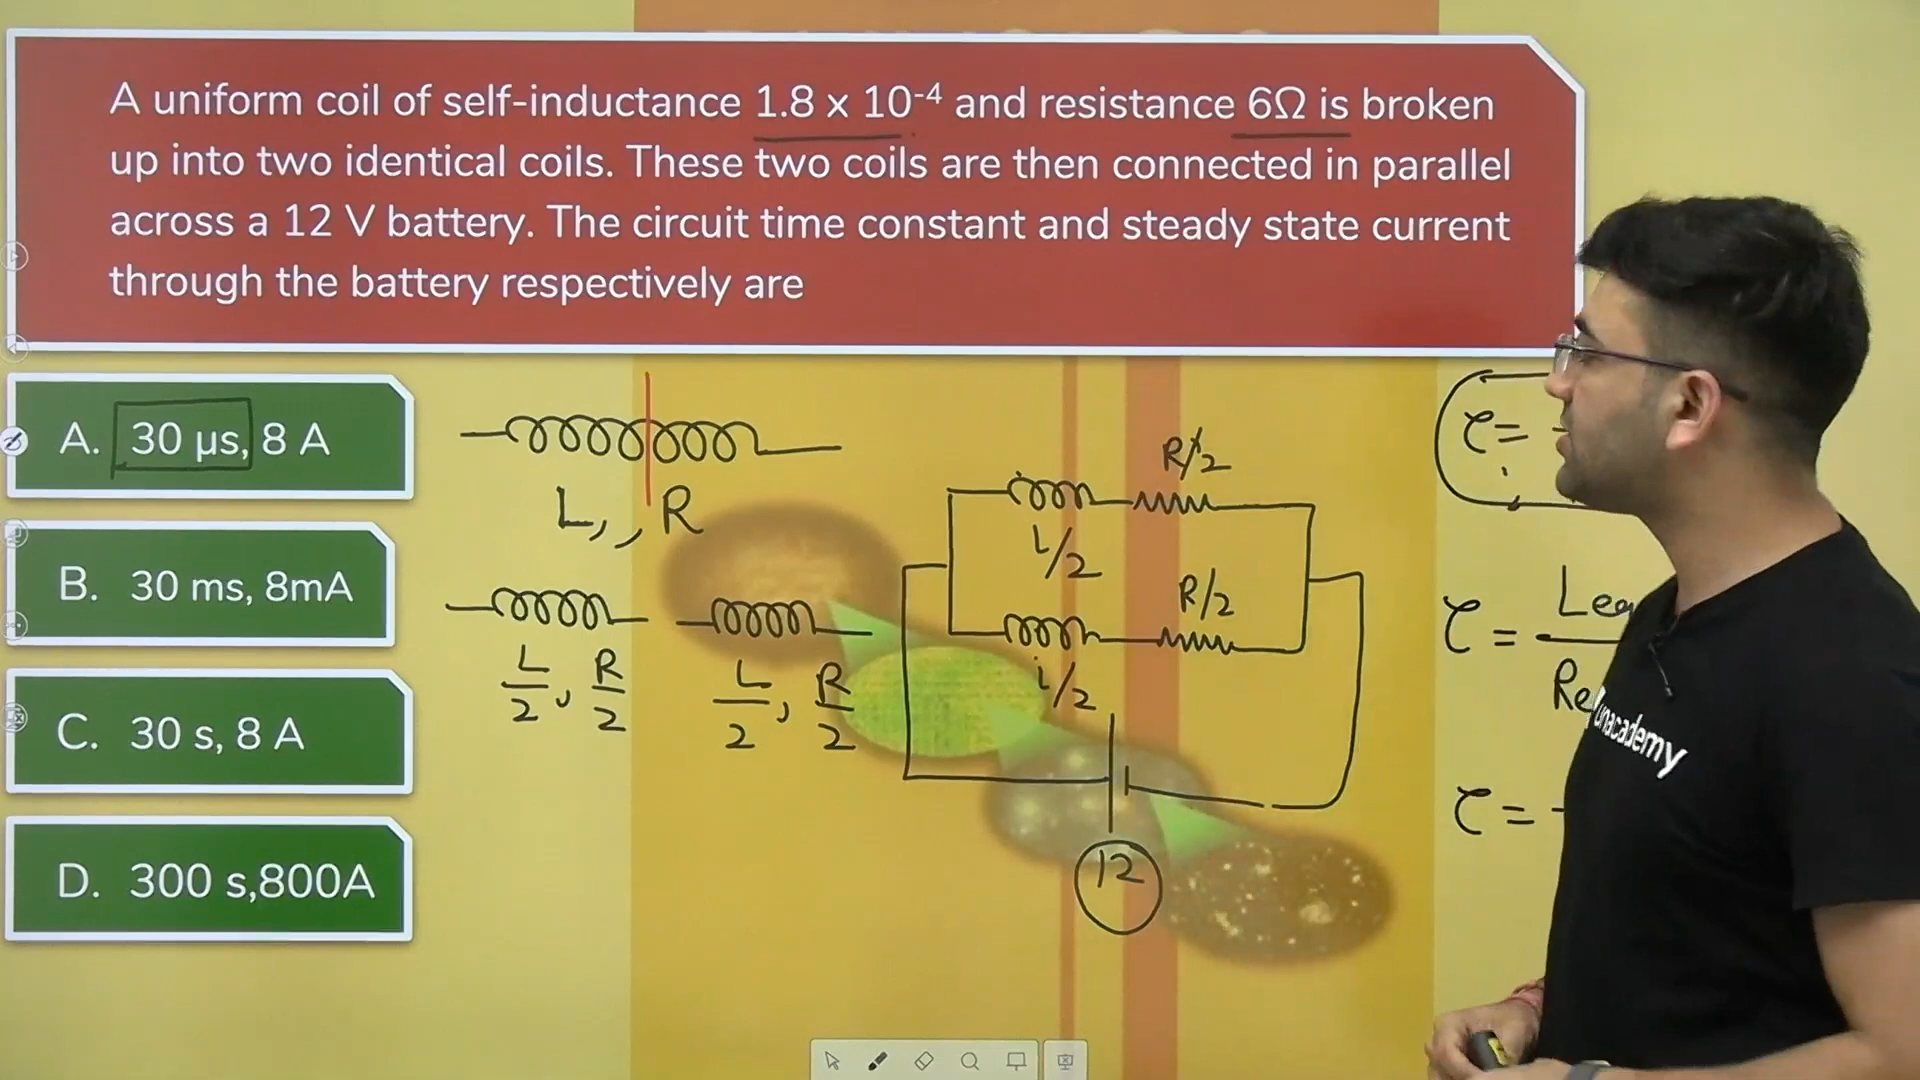 A uniform coil of self-inductance 1.8 x 10⁻⁴ and resistance 6Ω is broken
up into two identical coils. These two coils are then connected in parallel
across a 12 V battery. The circuit time constant and steady state current
through the battery respectively are
A. 30 µs, 8 A
B. 30 ms, 8mA
C. 30 s, 8 A
D. 300 s,800A
L, , R
L/2, R/2
L/2, R/2
R/2
L/2
R/2
L/2
12
τ =
τ =
Re
τ =
unacademy